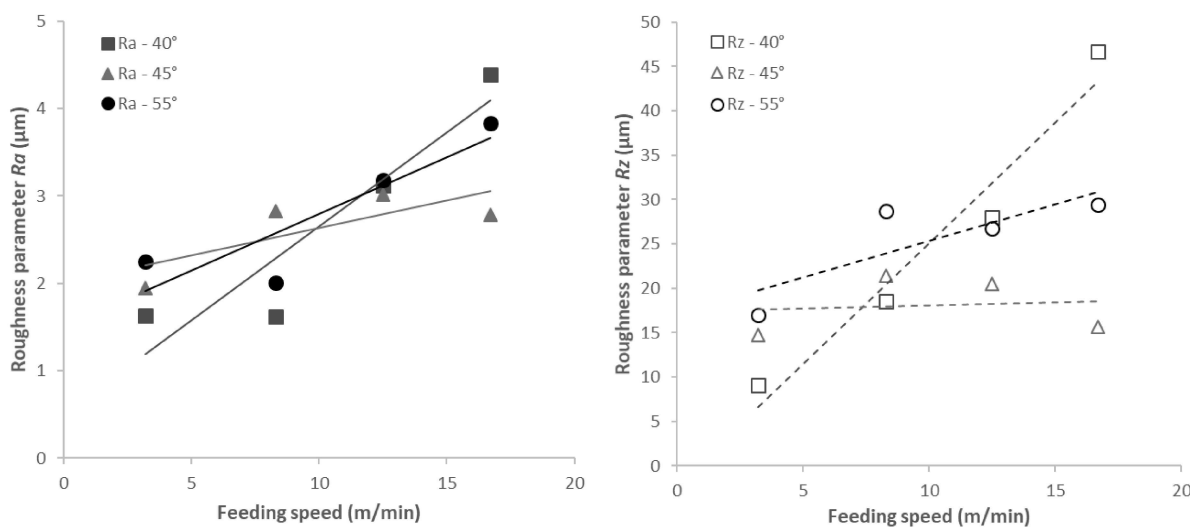 5
4
3
2
1
0
0
5
10
15
20
Roughness parameter Ra (µm)
Feeding speed (m/min)
Ra - 40°
Ra - 45°
Ra - 55°
50
45
40
35
30
25
20
15
10
5
0
0
5
10
15
20
Roughness parameter Rz (µm)
Feeding speed (m/min)
Rz - 40°
Rz - 45°
Rz - 55°